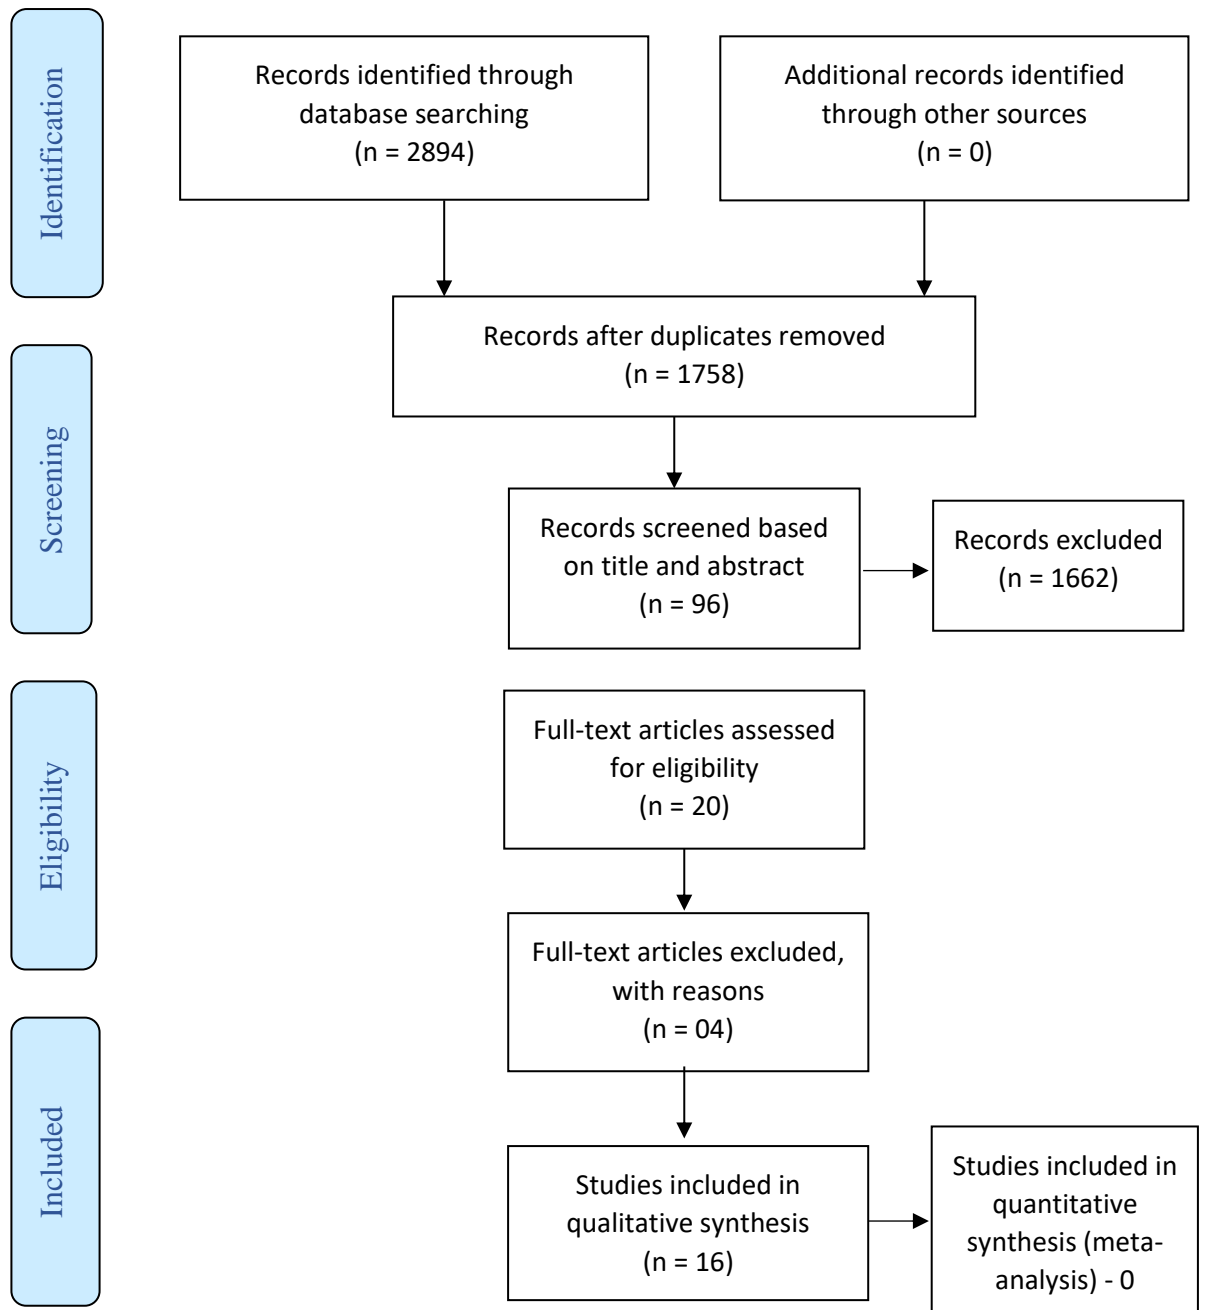 Identification
Records identified through
database searching
(n = 2894)
Additional records identified
through other sources
(n = 0)
Records after duplicates removed
(n = 1758)
Screening
Records screened based
on title and abstract
(n = 96)
Records excluded
(n = 1662)
Eligibility
Full-text articles assessed
for eligibility
(n = 20)
Full-text articles excluded,
with reasons
(n = 04)
Included
Studies included in
qualitative synthesis
(n = 16)
Studies included in
quantitative
synthesis (meta-
analysis) - 0